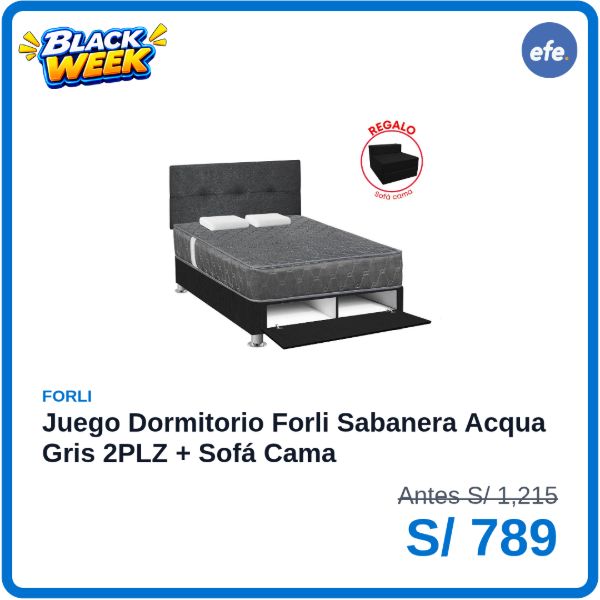 BLACK
WEEK
efe.
REGALO
Sofá cama
FORLI
Juego Dormitorio Forli Sabanera Acqua
Gris 2PLZ + Sofá Cama
Antes S/ 1,215
S/ 789